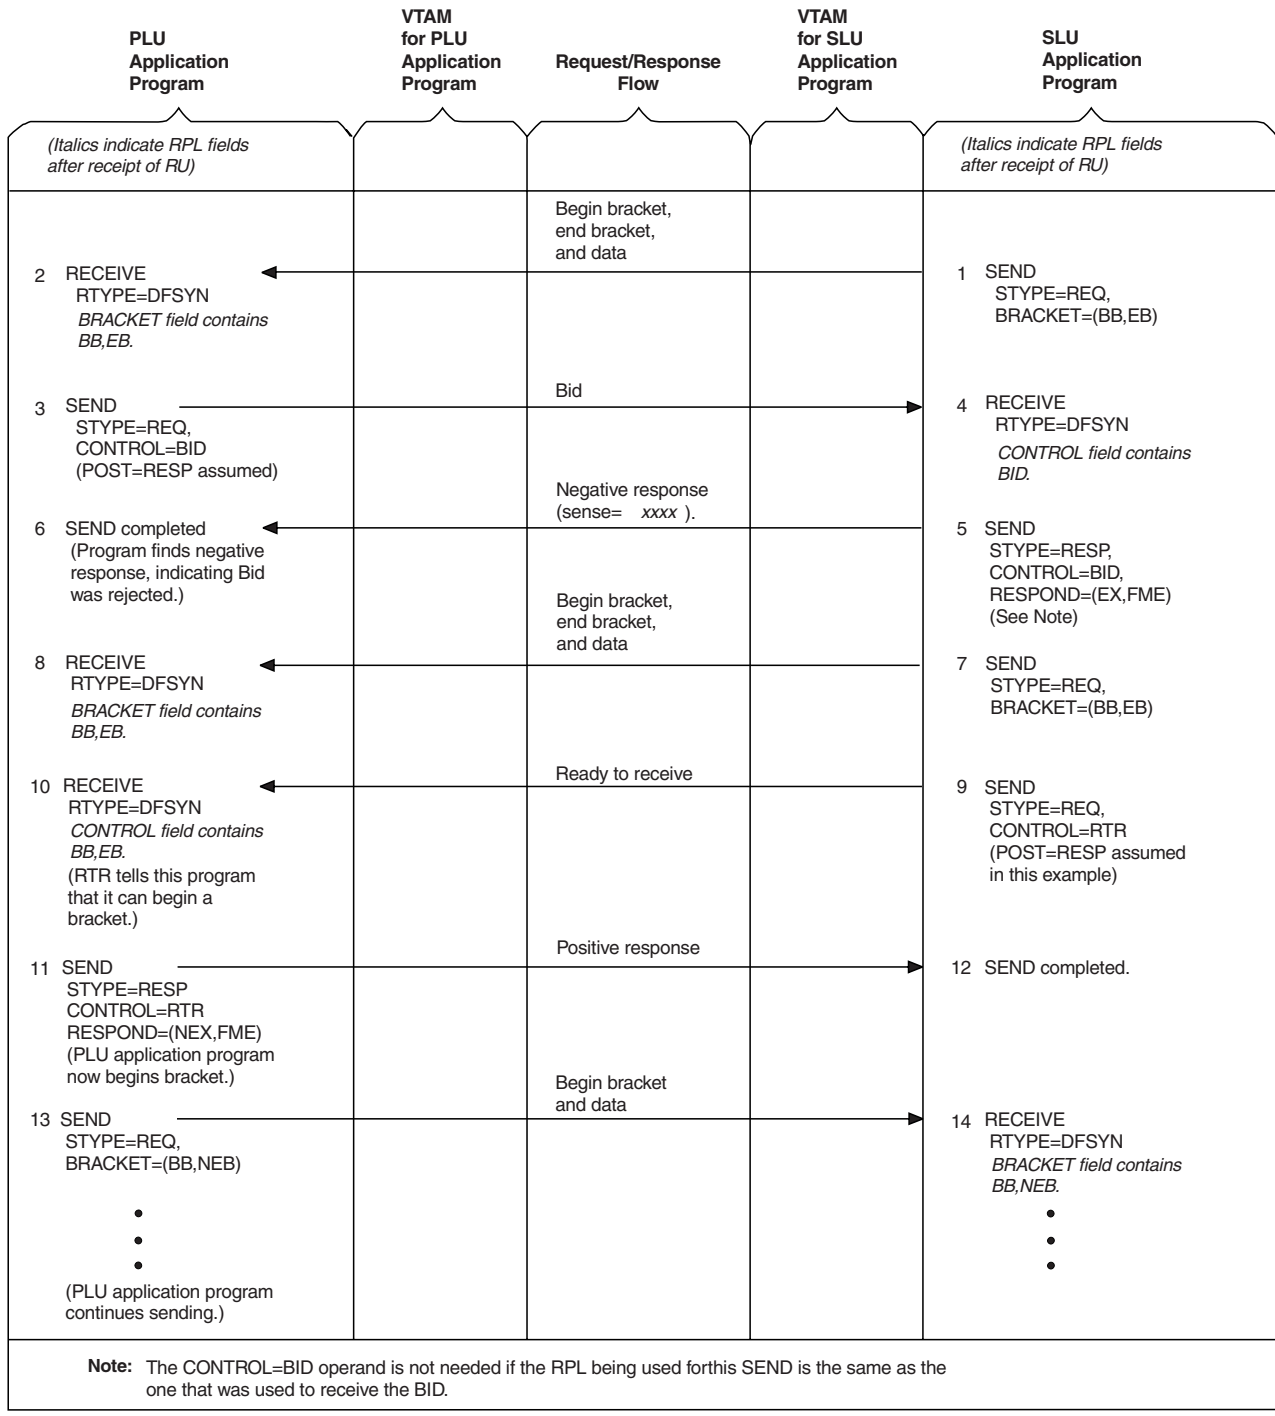 PLU
Application
Program
VTAM
for PLU
Application
Program
Request/Response
Flow
VTAM
for SLU
Application
Program
SLU
Application
Program
(Italics indicate RPL fields
after receipt of RU)
(Italics indicate RPL fields
after receipt of RU)
Begin bracket,
end bracket,
and data
2 RECEIVE
RTYPE=DFSYN
BRACKET field contains
BB,EB.
1 SEND
STYPE=REQ,
BRACKET=(BB,EB)
Bid
3 SEND
STYPE=REQ,
CONTROL=BID
(POST=RESP assumed)
4 RECEIVE
RTYPE=DFSYN
CONTROL field contains
BID.
Negative response
(sense= xxxx ).
6 SEND completed
(Program finds negative
response, indicating Bid
was rejected.)
5 SEND
STYPE=RESP,
CONTROL=BID,
RESPOND=(EX,FME)
(See Note)
Begin bracket,
end bracket,
and data
8 RECEIVE
RTYPE=DFSYN
BRACKET field contains
BB,EB.
7 SEND
STYPE=REQ,
BRACKET=(BB,EB)
Ready to receive
10 RECEIVE
RTYPE=DFSYN
CONTROL field contains
BB,EB.
(RTR tells this program
that it can begin a
bracket.)
9 SEND
STYPE=REQ,
CONTROL=RTR
(POST=RESP assumed
in this example)
Positive response
11 SEND
STYPE=RESP
CONTROL=RTR
RESPOND=(NEX,FME)
(PLU application program
now begins bracket.)
12 SEND completed.
Begin bracket
and data
13 SEND
STYPE=REQ,
BRACKET=(BB,NEB)
14 RECEIVE
RTYPE=DFSYN
BRACKET field contains
BB,NEB.
(PLU application program
continues sending.)
Note: The CONTROL=BID operand is not needed if the RPL being used forthis SEND is the same as the
one that was used to receive the BID.